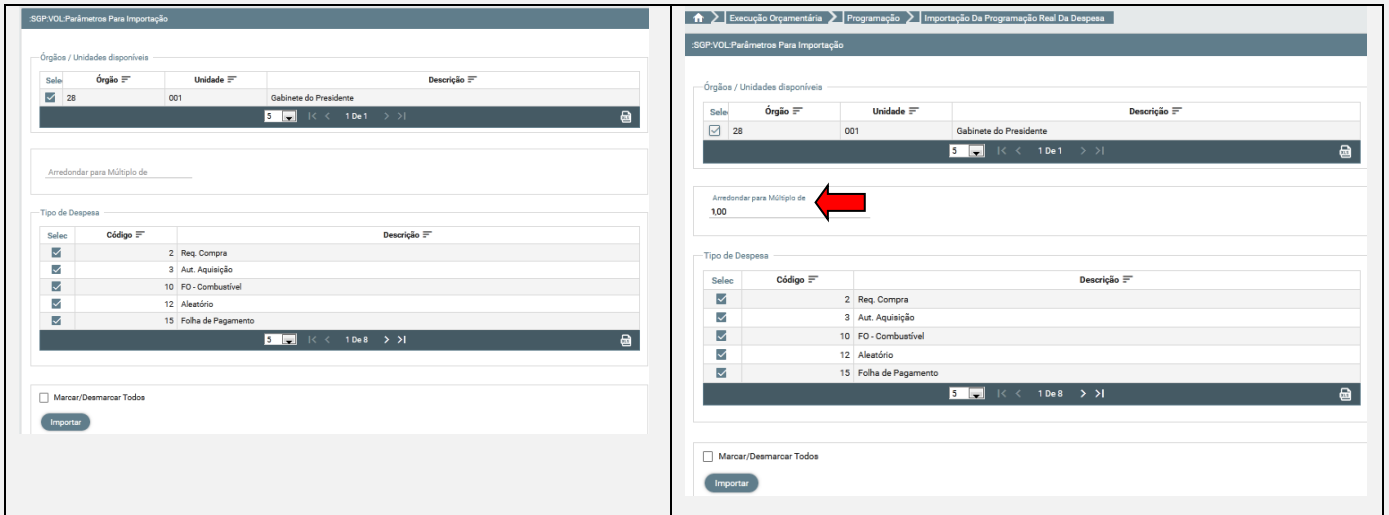 :SGP:VOL:Parâmetros Para Importação
Órgãos / Unidades disponíveis
Sele Órgão Unidade Descrição
28 001 Gabinete do Presidente
5 1 De 1
Arredondar para Múltiplo de
Tipo de Despesa
Selec Código Descrição
2 Req. Compra
3 Aut. Aquisição
10 FO - Combustível
12 Aleatório
15 Folha de Pagamento
5 1 De 8
Marcar/Desmarcar Todos
Importar
Execução Orçamentária Programação Importação Da Programação Real Da Despesa
:SGP:VOL:Parâmetros Para Importação
Órgãos / Unidades disponíveis
Sele Órgão Unidade Descrição
28 001 Gabinete do Presidente
5 1 De 1
Arredondar para Múltiplo de
1,00
Tipo de Despesa
Selec Código Descrição
2 Req. Compra
3 Aut. Aquisição
10 FO - Combustível
12 Aleatório
15 Folha de Pagamento
5 1 De 8
Marcar/Desmarcar Todos
Importar